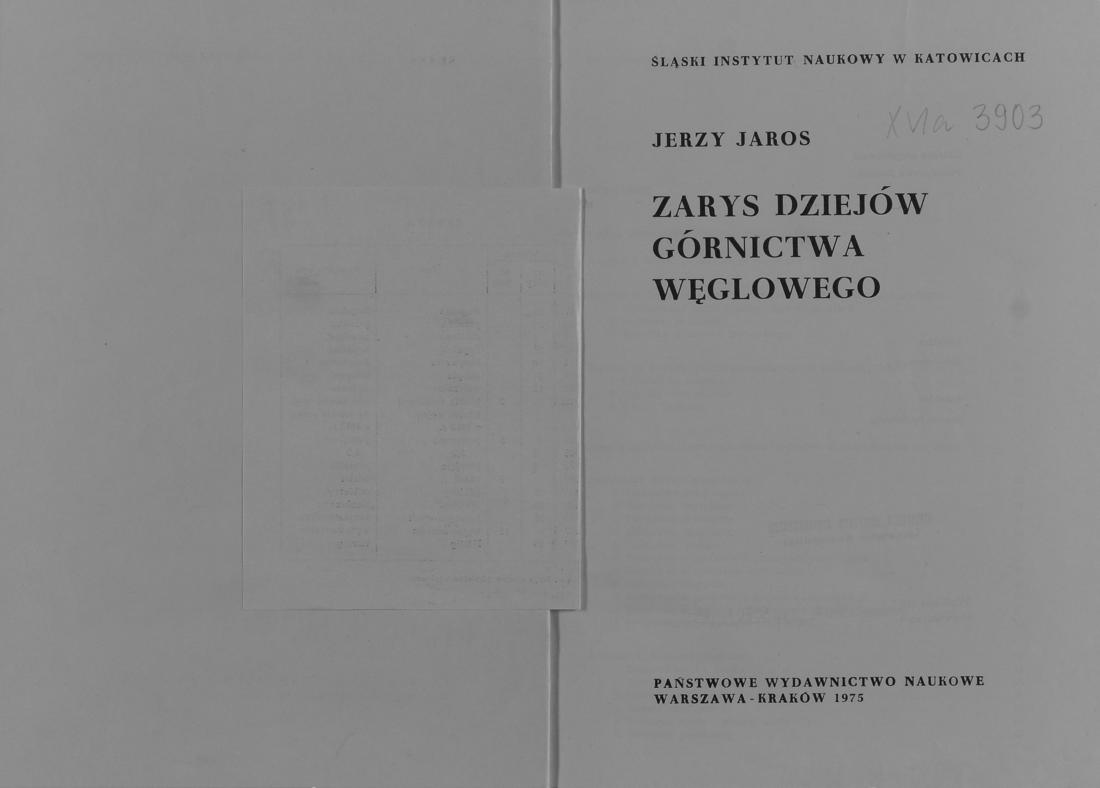 ŚLĄSKI INSTYTUT NAUKOWY W KATOWICACH
XVIa 3903
JERZY JAROS
ZARYS DZIEJÓW
GÓRNICTWA
WĘGLOWEGO
PAŃSTWOWE WYDAWNICTWO NAUKOWE
WARSZAWA-KRAKÓW 1975